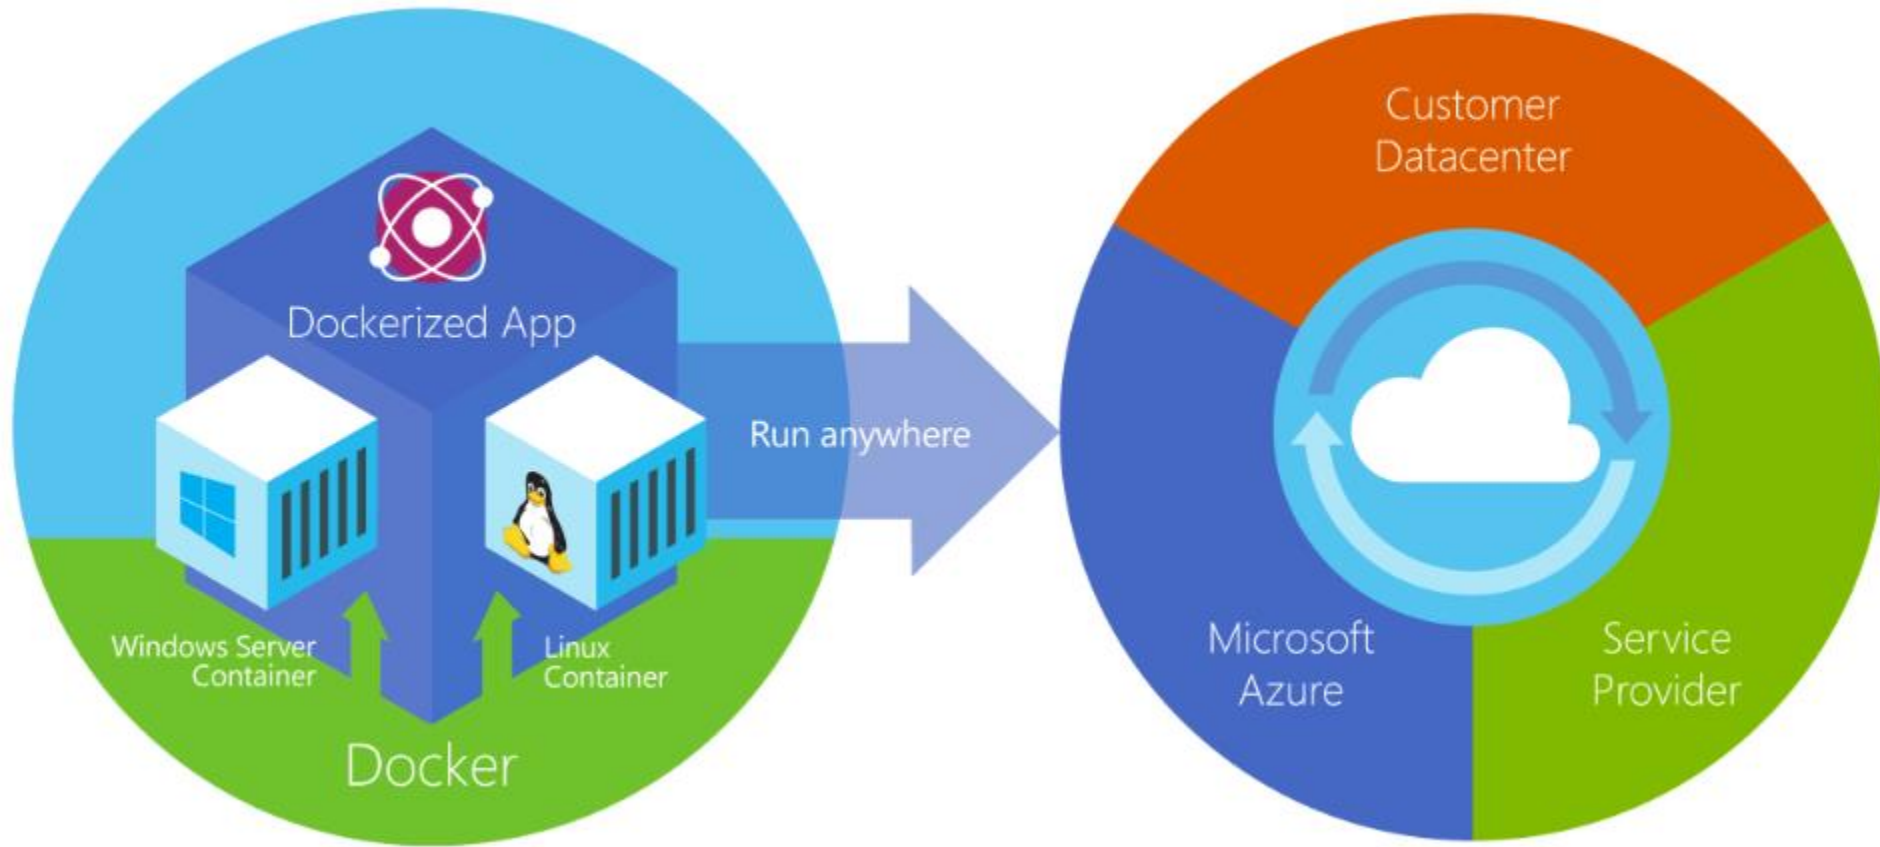 Dockerized App
Windows Server
Container
Linux
Container
Docker
Run anywhere
Customer
Datacenter
Microsoft
Azure
Service
Provider